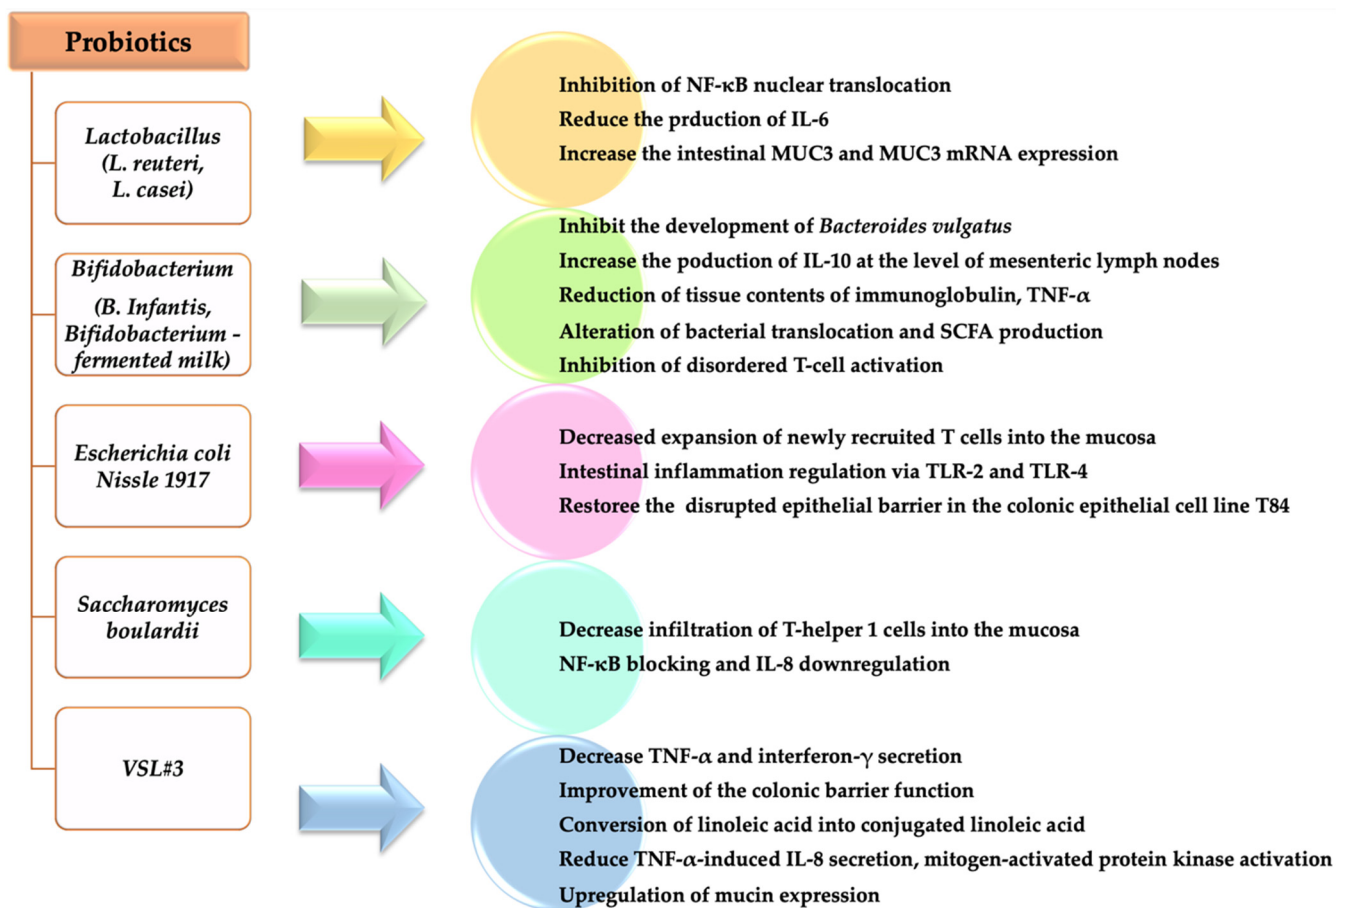 Probiotics
Lactobacillus
(L. reuteri,
L. casei)
Inhibition of NF-κB nuclear translocation
Reduce the prduction of IL-6
Increase the intestinal MUC3 and MUC3 mRNA expression
Bifidobacterium
(B. Infantis,
Bifidobacterium -
fermented milk)
Inhibit the development of Bacteroides vulgatus
Increase the poduction of IL-10 at the level of mesenteric lymph nodes
Reduction of tissue contents of immunoglobulin, TNF-α
Alteration of bacterial translocation and SCFA production
Inhibition of disordered T-cell activation
Escherichia coli
Nissle 1917
Decreased expansion of newly recruited T cells into the mucosa
Intestinal inflammation regulation via TLR-2 and TLR-4
Restoree the  disrupted epithelial barrier in the colonic epithelial cell line T84
Saccharomyces
boulardii
Decrease infiltration of T-helper 1 cells into the mucosa
NF-κB blocking and IL-8 downregulation
VSL#3
Decrease TNF-α and interferon-γ secretion
Improvement of the colonic barrier function
Conversion of linoleic acid into conjugated linoleic acid
Reduce TNF-α-induced IL-8 secretion, mitogen-activated protein kinase activation
Upregulation of mucin expression